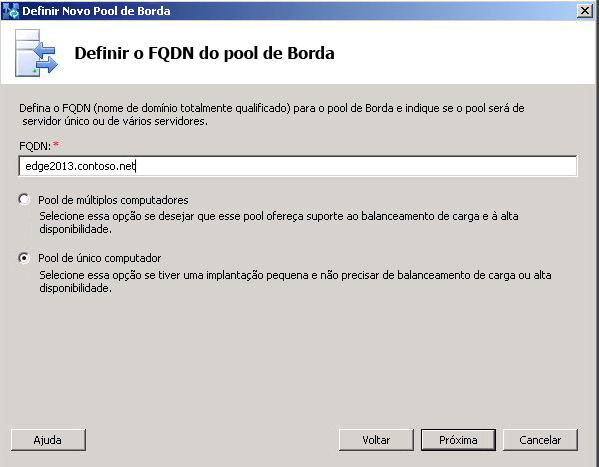 Definir Novo Pool de Borda
Definir o FQDN do pool de Borda
Defina o FQDN (nome de domínio totalmente qualificado) para o pool de Borda e indique se o pool será de
servidor único ou de vários servidores.
FQDN: *
edge2013.contoso.net
Pool de múltiplos computadores
Selecione essa opção se desejar que esse pool ofereça suporte ao balanceamento de carga e à alta
disponibilidade.
Pool de único computador
Selecione essa opção se tiver uma implantação pequena e não precisar de balanceamento de carga ou alta
disponibilidade.
Ajuda
Voltar
Próxima
Cancelar